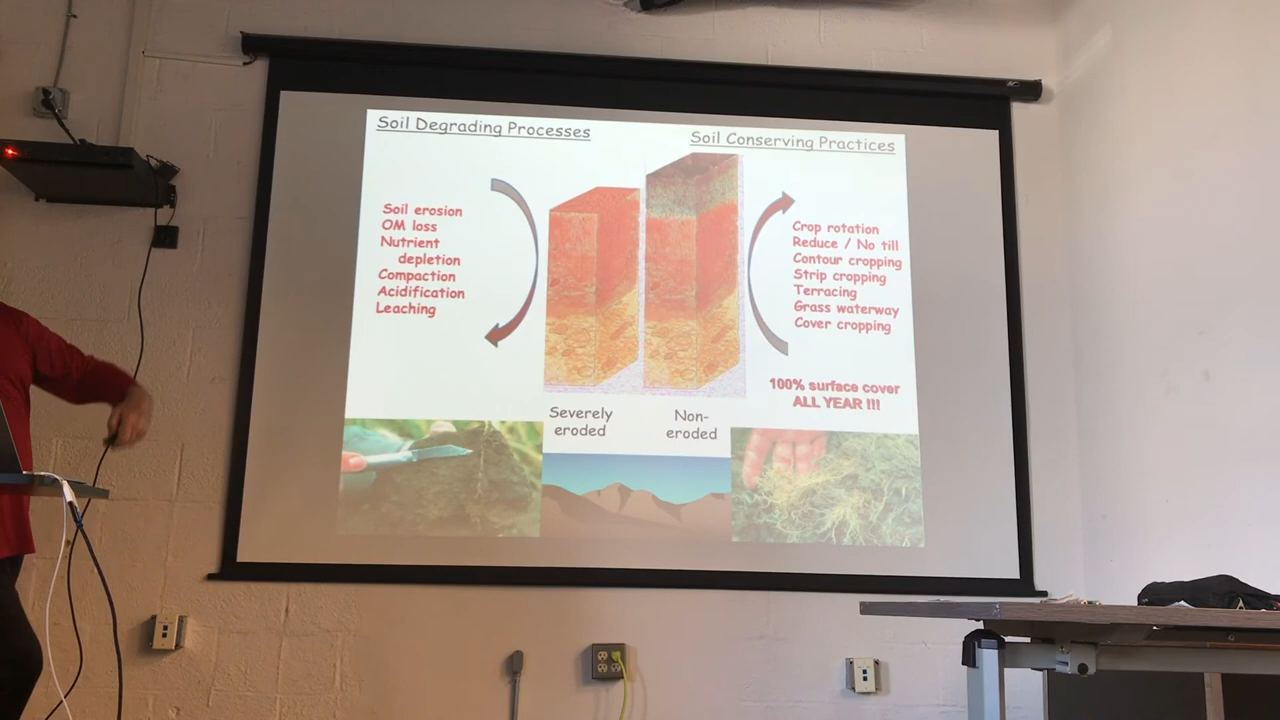 Soil Degrading Processes
Soil erosion
OM loss
Nutrient
depletion
Compaction
Acidification
Leaching
Soil Conserving Practices
Crop rotation
Reduce / No till
Contour cropping
Strip cropping
Terracing
Grass waterway
Cover cropping
100% surface cover
ALL YEAR !!!
Severely
eroded
Non-
eroded